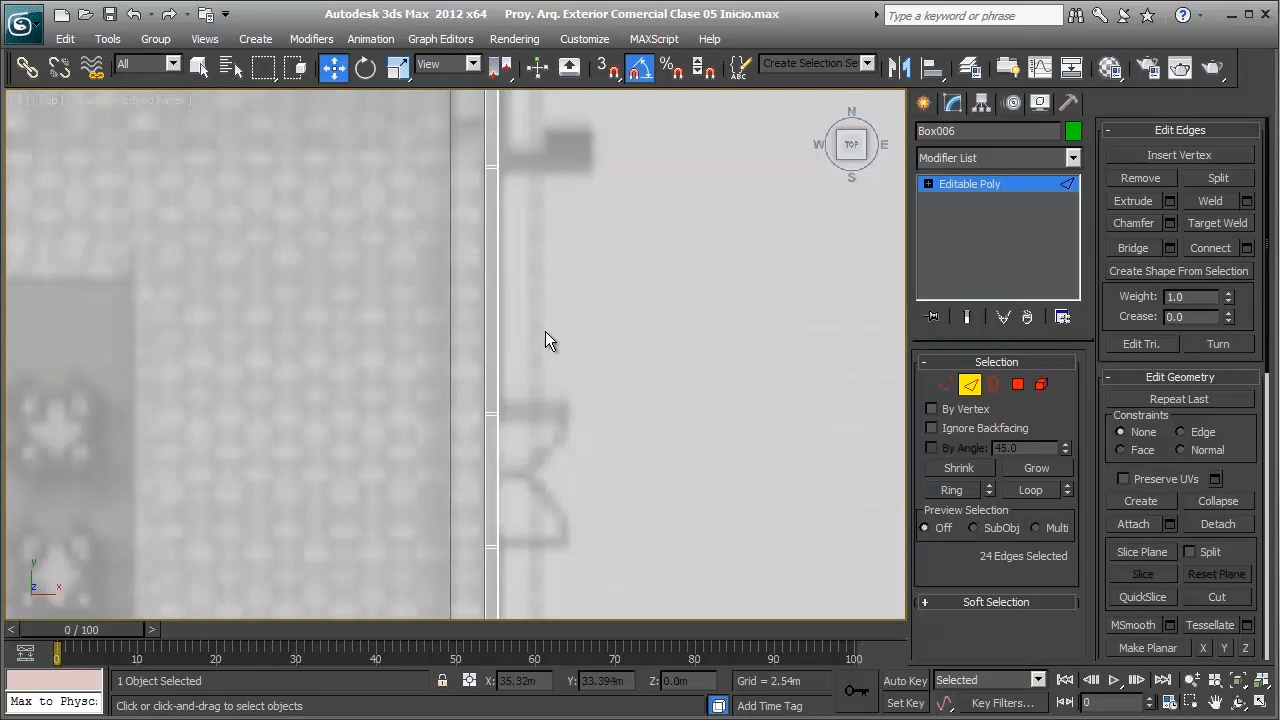 Autodesk 3ds Max 2012 x64 Proy. Arq. Exterior Comercial Clase 05 Inicio.max
Type a keyword or phrase
Edit Tools Group Views Create Modifiers Animation Graph Editors Rendering Customize MAXScript Help
All View 3 Create Selection Se
Top
N
W TOP E
S
Box006
Modifier List
Editable Poly
Selection
By Vertex
Ignore Backfacing
By Angle: 45.0
Shrink Grow
Ring Loop
Preview Selection
Off SubObj Multi
24 Edges Selected
Soft Selection
Edit Edges
Insert Vertex
Remove Split
Extrude Weld
Chamfer Target Weld
Bridge Connect
Create Shape From Selection
Weight: 1.0
Crease: 0.0
Edit Tri. Turn
Edit Geometry
Repeat Last
Constraints
None Edge
Face Normal
Preserve UVs
Create Collapse
Attach Detach
Slice Plane Split
Slice Reset Plane
QuickSlice Cut
MSmooth Tessellate
Make Planar X Y Z
y
z x
< 0 / 100 >
0 10 20 30 40 50 60 70 80 90 100
1 Object Selected X: 35.32m Y: 33.394m Z: 0.0m Grid = 2.54m Auto Key Selected
Max to Physc Click or click-and-drag to select objects Add Time Tag Set Key Key Filters... 0